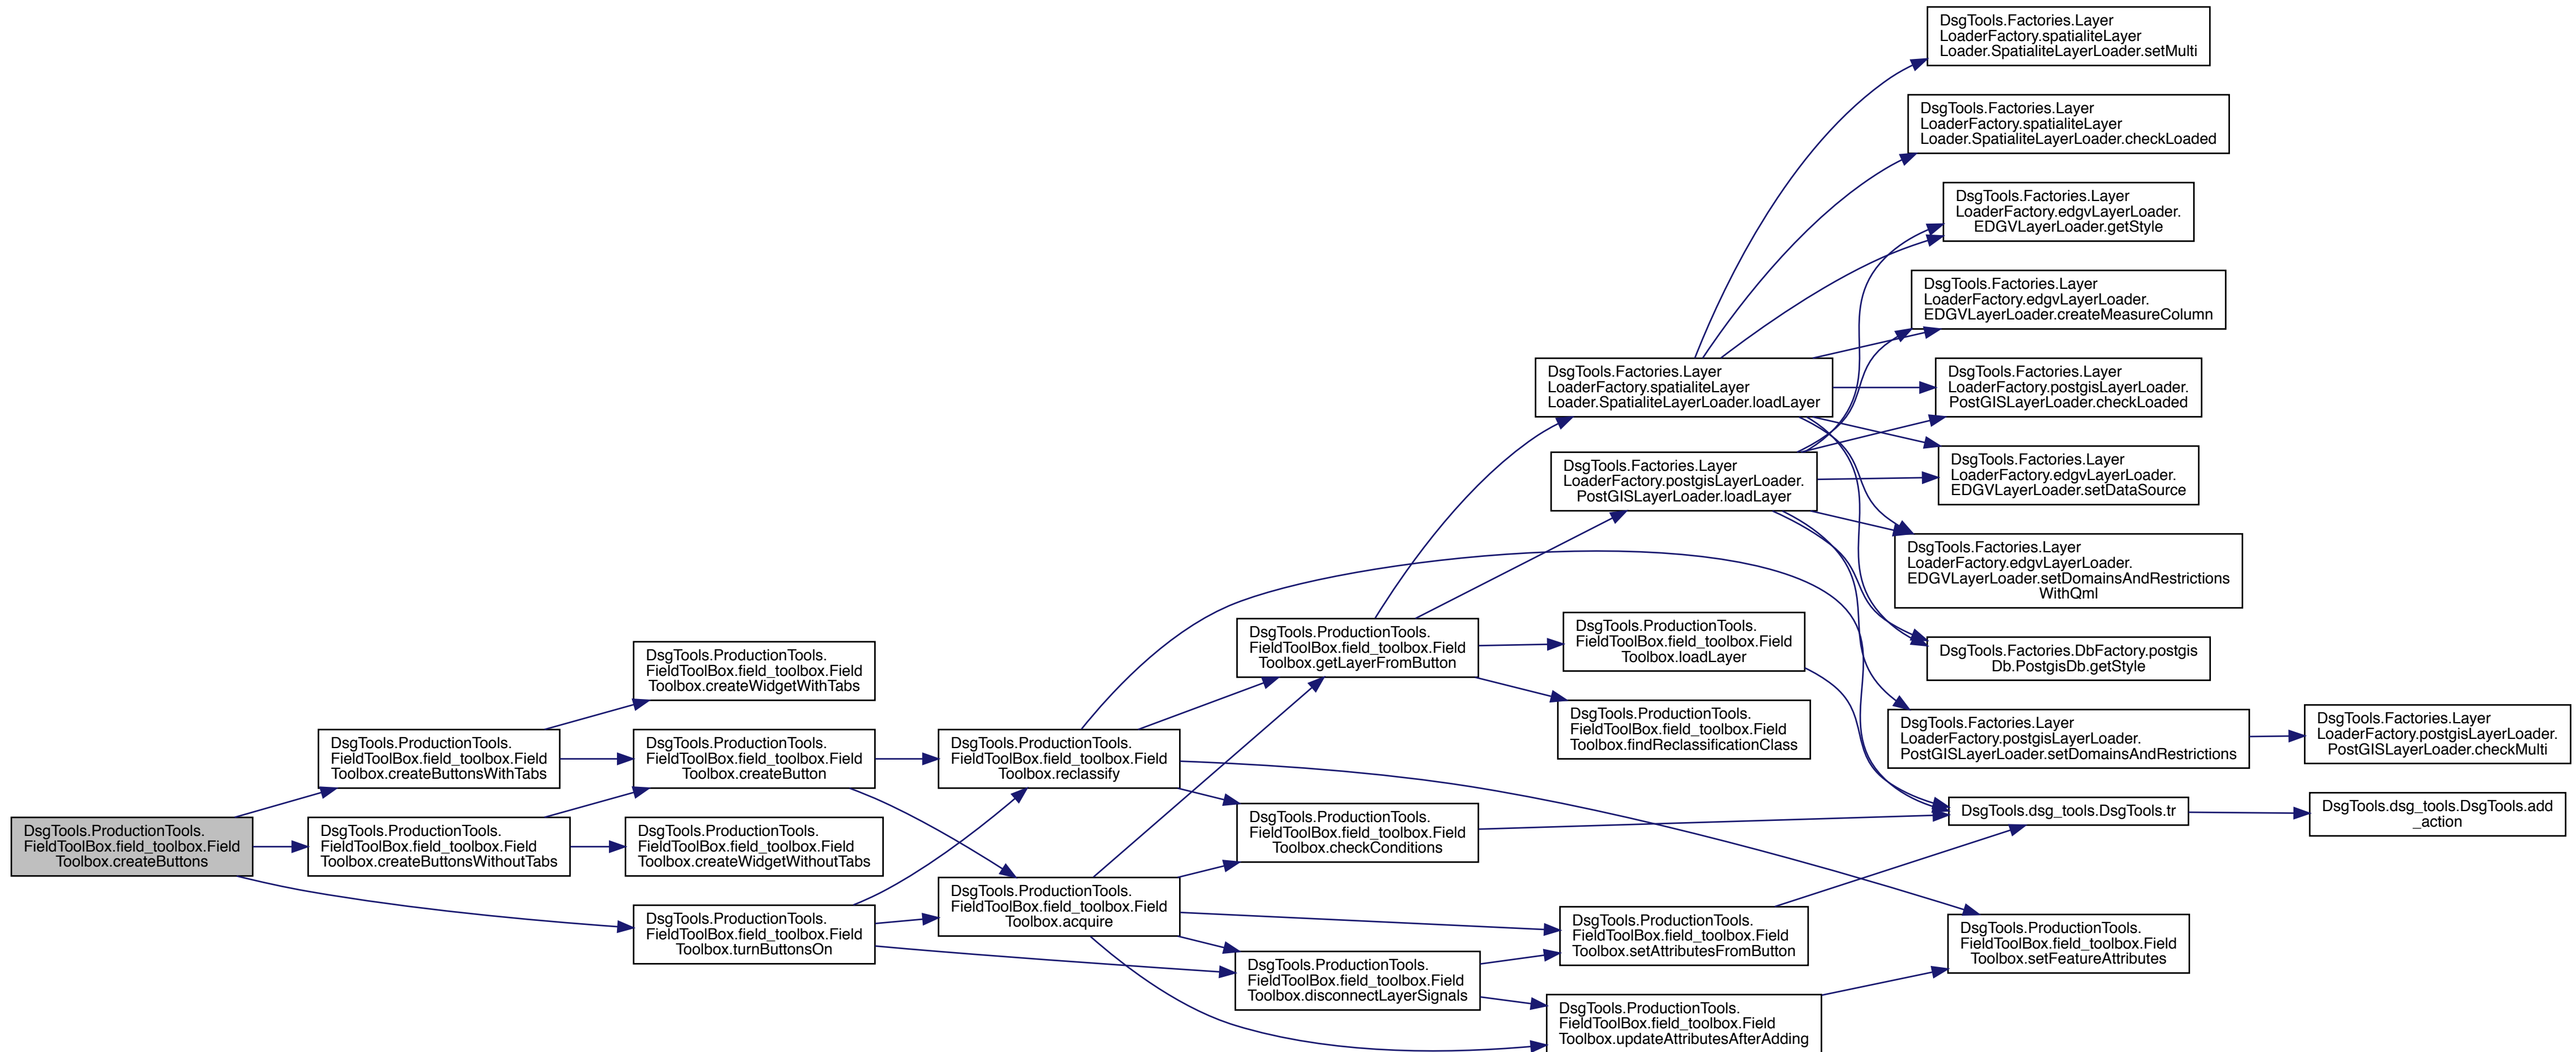 DsgTools.Factories.Layer
LoaderFactory.spatialiteLayer
Loader.SpatialiteLayerLoader.setMulti
DsgTools.Factories.Layer
LoaderFactory.spatialiteLayer
Loader.SpatialiteLayerLoader.checkLoaded
DsgTools.Factories.Layer
LoaderFactory.edgvLayerLoader.
EDGVLayerLoader.getStyle
DsgTools.Factories.Layer
LoaderFactory.edgvLayerLoader.
EDGVLayerLoader.createMeasureColumn
DsgTools.Factories.Layer
LoaderFactory.spatialiteLayer
Loader.SpatialiteLayerLoader.loadLayer
DsgTools.Factories.Layer
LoaderFactory.postgisLayerLoader.
PostGISLayerLoader.checkLoaded
DsgTools.Factories.Layer
LoaderFactory.postgisLayerLoader.
PostGISLayerLoader.loadLayer
DsgTools.Factories.Layer
LoaderFactory.edgvLayerLoader.
EDGVLayerLoader.setDataSource
DsgTools.Factories.Layer
LoaderFactory.edgvLayerLoader.
EDGVLayerLoader.setDomainsAndRestrictions
WithQml
DsgTools.ProductionTools.
FieldToolBox.field_toolbox.Field
Toolbox.createWidgetWithTabs
DsgTools.ProductionTools.
FieldToolBox.field_toolbox.Field
Toolbox.getLayerFromButton
DsgTools.ProductionTools.
FieldToolBox.field_toolbox.Field
Toolbox.loadLayer
DsgTools.Factories.DbFactory.postgis
Db.PostgisDb.getStyle
DsgTools.ProductionTools.
FieldToolBox.field_toolbox.Field
Toolbox.findReclassificationClass
DsgTools.Factories.Layer
LoaderFactory.postgisLayerLoader.
PostGISLayerLoader.setDomainsAndRestrictions
DsgTools.Factories.Layer
LoaderFactory.postgisLayerLoader.
PostGISLayerLoader.checkMulti
DsgTools.ProductionTools.
FieldToolBox.field_toolbox.Field
Toolbox.createButtonsWithTabs
DsgTools.ProductionTools.
FieldToolBox.field_toolbox.Field
Toolbox.createButton
DsgTools.ProductionTools.
FieldToolBox.field_toolbox.Field
Toolbox.reclassify
DsgTools.ProductionTools.
FieldToolBox.field_toolbox.Field
Toolbox.checkConditions
DsgTools.dsg_tools.DsgTools.tr
DsgTools.dsg_tools.DsgTools.add
_action
DsgTools.ProductionTools.
FieldToolBox.field_toolbox.Field
Toolbox.createButtons
DsgTools.ProductionTools.
FieldToolBox.field_toolbox.Field
Toolbox.createButtonsWithoutTabs
DsgTools.ProductionTools.
FieldToolBox.field_toolbox.Field
Toolbox.createWidgetWithoutTabs
DsgTools.ProductionTools.
FieldToolBox.field_toolbox.Field
Toolbox.turnButtonsOn
DsgTools.ProductionTools.
FieldToolBox.field_toolbox.Field
Toolbox.acquire
DsgTools.ProductionTools.
FieldToolBox.field_toolbox.Field
Toolbox.setAttributesFromButton
DsgTools.ProductionTools.
FieldToolBox.field_toolbox.Field
Toolbox.setFeatureAttributes
DsgTools.ProductionTools.
FieldToolBox.field_toolbox.Field
Toolbox.disconnectLayerSignals
DsgTools.ProductionTools.
FieldToolBox.field_toolbox.Field
Toolbox.updateAttributesAfterAdding